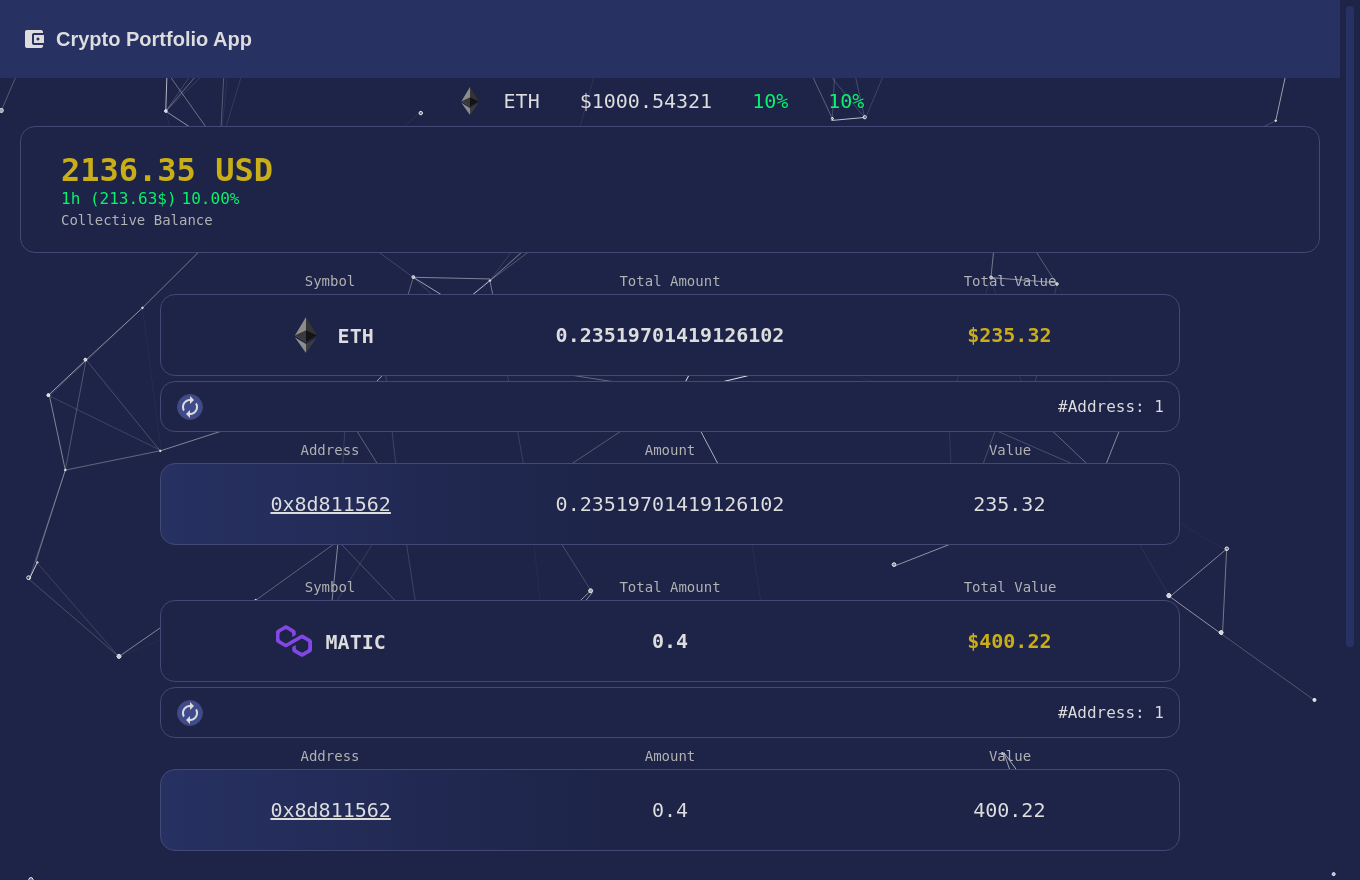 Crypto Portfolio App
ETH $1000.54321 10% 10%
2136.35 USD
1h (213.63$) 10.00%
Collective Balance
Symbol Total Amount Total Value
ETH 0.23519701419126102 $235.32
#Address: 1
Address Amount Value
0x8d811562 0.23519701419126102 235.32
Symbol Total Amount Total Value
MATIC 0.4 $400.22
#Address: 1
Address Amount Value
0x8d811562 0.4 400.22